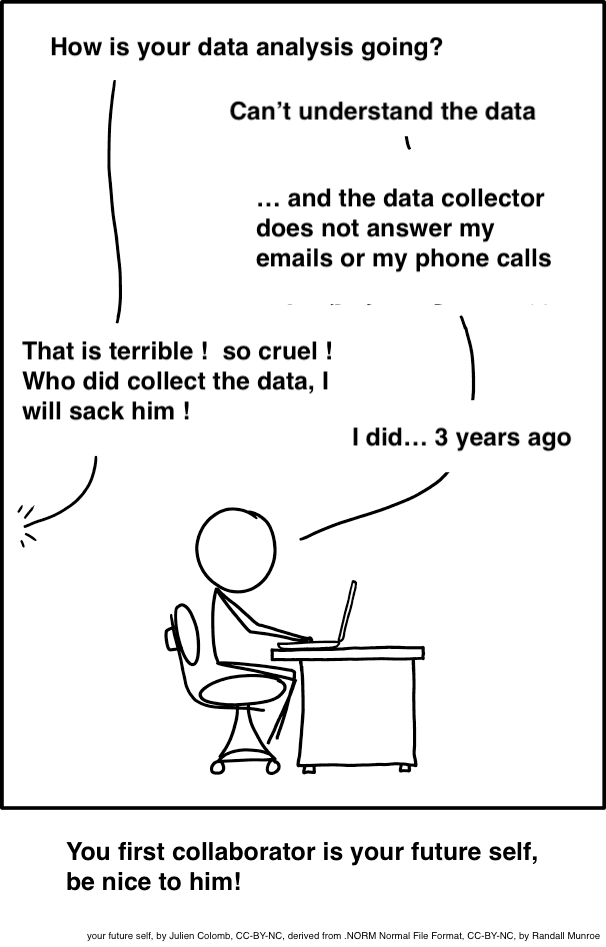 How is your data analysis going?
Can't understand the data
... and the data collector
does not answer my
emails or my phone calls
That is terrible !  so cruel !
Who did collect the data, I
will sack him !
I did... 3 years ago
You first collaborator is your future self,
be nice to him!
your future self, by Julien Colomb, CC-BY-NC, derived from .NORM Normal File Format, CC-BY-NC, by Randall Munroe